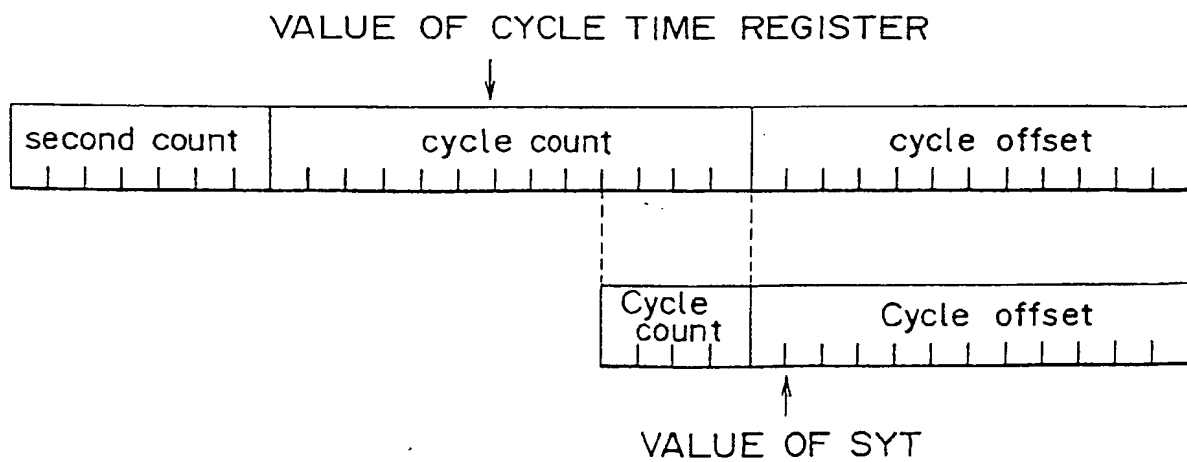 VALUE OF CYCLE TIME REGISTER
second count cycle count cycle offset
Cycle
count
Cycle offset
VALUE OF SYT